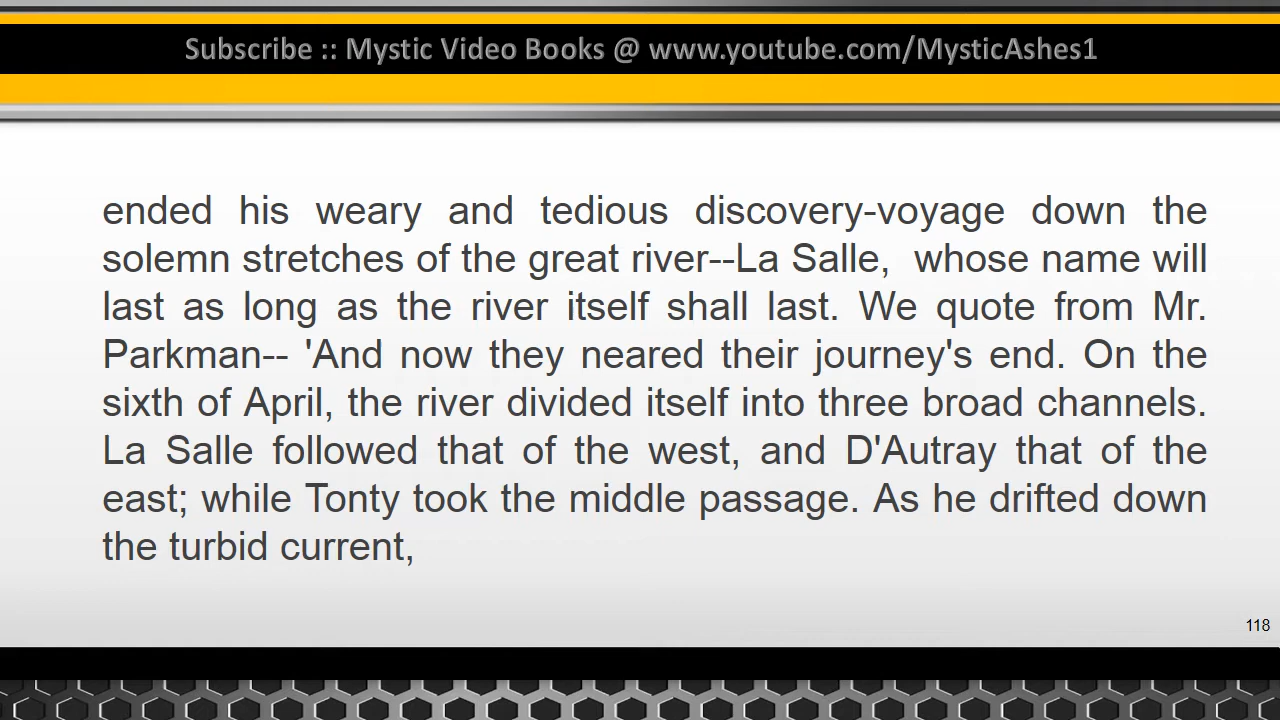 Subscribe :: Mystic Video Books @ www.youtube.com/MysticAshes1
ended his weary and tedious discovery-voyage down the
solemn stretches of the great river--La Salle,  whose name will
last as long as the river itself shall last. We quote from Mr.
Parkman-- 'And now they neared their journey's end. On the
sixth of April, the river divided itself into three broad channels.
La Salle followed that of the west, and D'Autray that of the
east; while Tonty took the middle passage. As he drifted down
the turbid current,
118